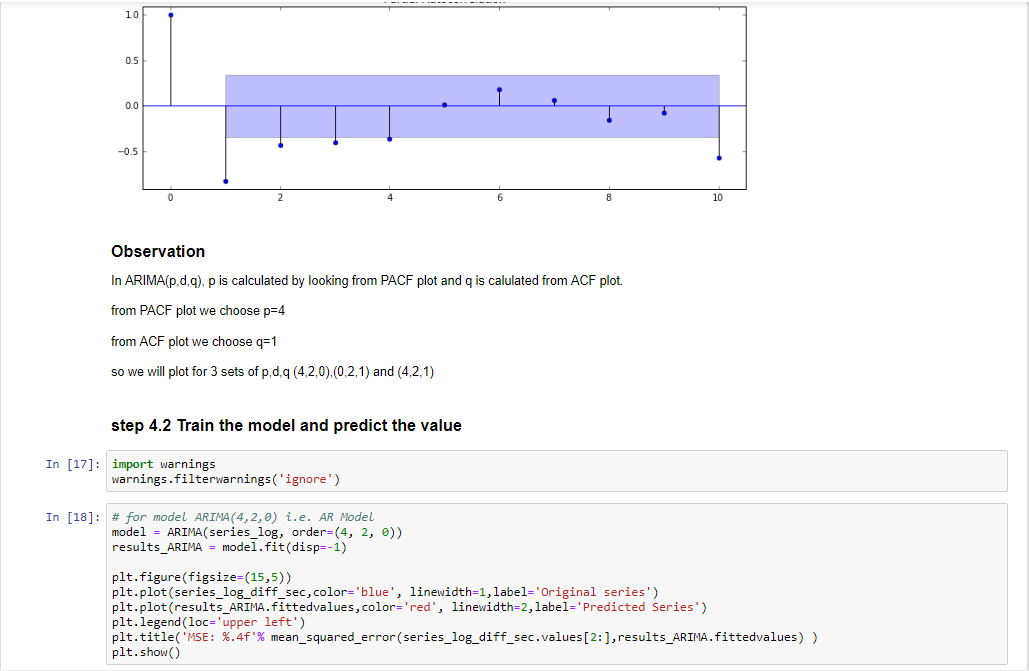 1.0
0.5
0.0
−0.5
0 2 4 6 8 10
Observation
In ARIMA(p,d,q), p is calculated by looking from PACF plot and q is calulated from ACF plot.
from PACF plot we choose p=4
from ACF plot we choose q=1
so we will plot for 3 sets of p,d,q (4,2,0),(0,2,1) and (4,2,1)
step 4.2 Train the model and predict the value
In [17]: import warnings
warnings.filterwarnings('ignore')
In [18]: # for model ARIMA(4,2,0) i.e. AR Model
model = ARIMA(series_log, order=(4, 2, 0))
results_ARIMA = model.fit(disp=-1)
plt.figure(figsize=(15,5))
plt.plot(series_log_diff_sec,color='blue', linewidth=1,label='Original series')
plt.plot(results_ARIMA.fittedvalues,color='red', linewidth=2,label='Predicted Series')
plt.legend(loc='upper left')
plt.title('MSE: %.4f'% mean_squared_error(series_log_diff_sec.values[2:],results_ARIMA.fittedvalues) )
plt.show()